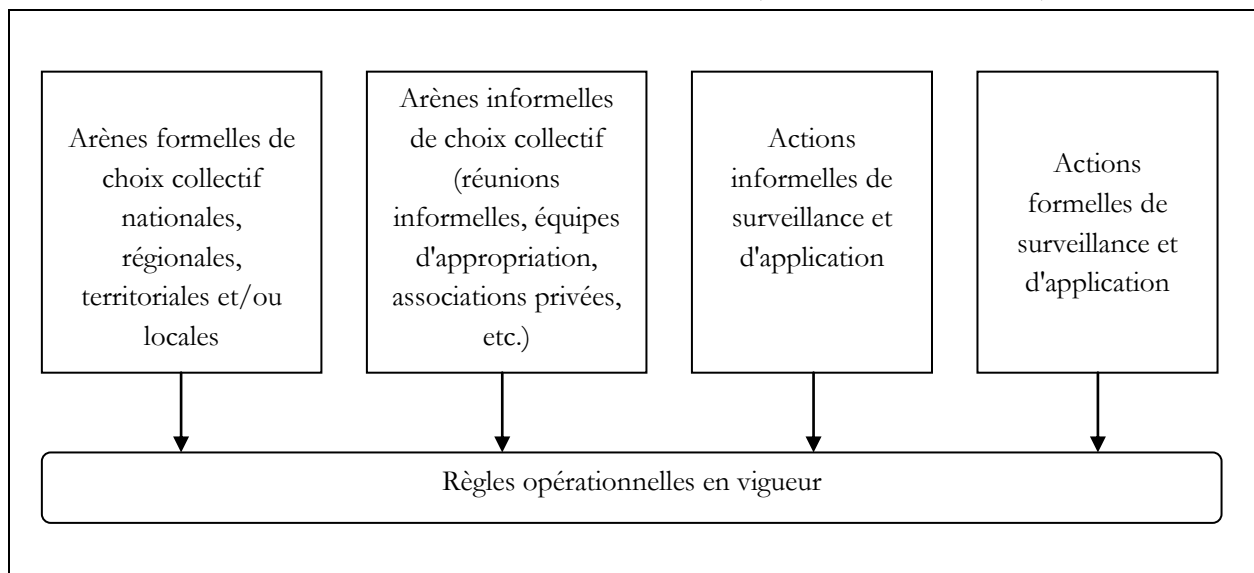 Arènes formelles de
choix collectif
nationales,
régionales,
territoriales et/ou
locales
Arènes informelles
de choix collectif
(réunions
informelles, équipes
d'appropriation,
associations privées,
etc.)
Actions
informelles de
surveillance et
d'application
Actions
formelles de
surveillance et
d'application
Règles opérationnelles en vigueur